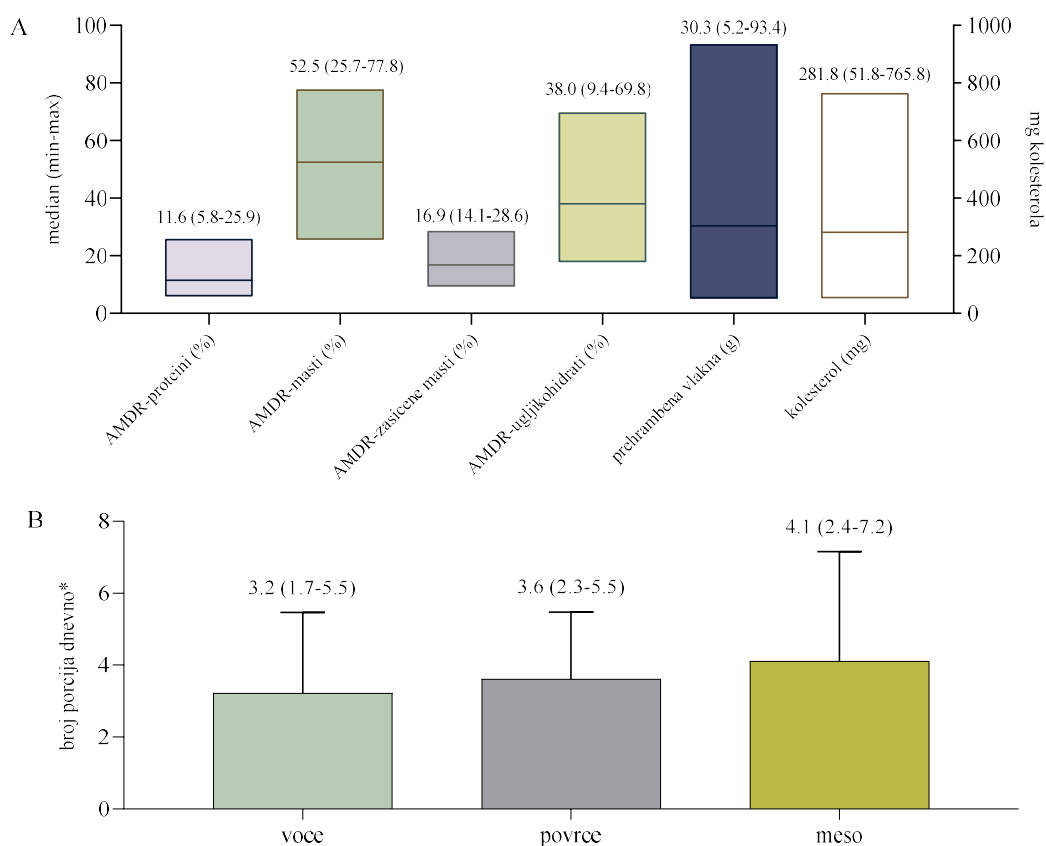 A
median (min-max)
100
80
60
40
20
0
11.6 (5.8-25.9)
52.5 (25.7-77.8)
16.9 (14.1-28.6)
38.0 (9.4-69.8)
30.3 (5.2-93.4)
281.8 (51.8-765.8)
1000
800
600
400
200
0
mg kolesterola
AMDR-proteini (%)
AMDR-masti (%)
AMDR-zasicene masti (%)
AMDR-ugljikohidrati (%)
prehrambena vlakna (g)
kolesterol (mg)
B
broj porcija dnevno*
8
6
4
2
0
3.2 (1.7-5.5)
3.6 (2.3-5.5)
4.1 (2.4-7.2)
voce
povrce
meso